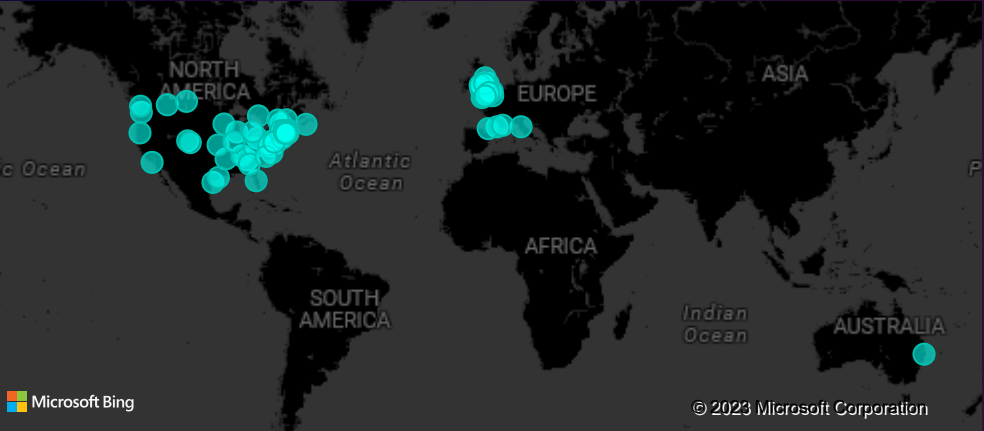 NORTH
AMERICA
ASIA
EUROPE
Atlantic
Ocean
c Ocean
P
AFRICA
SOUTH
AMERICA
Indian
Ocean
AUSTRALIA
Microsoft Bing
© 2023 Microsoft Corporation